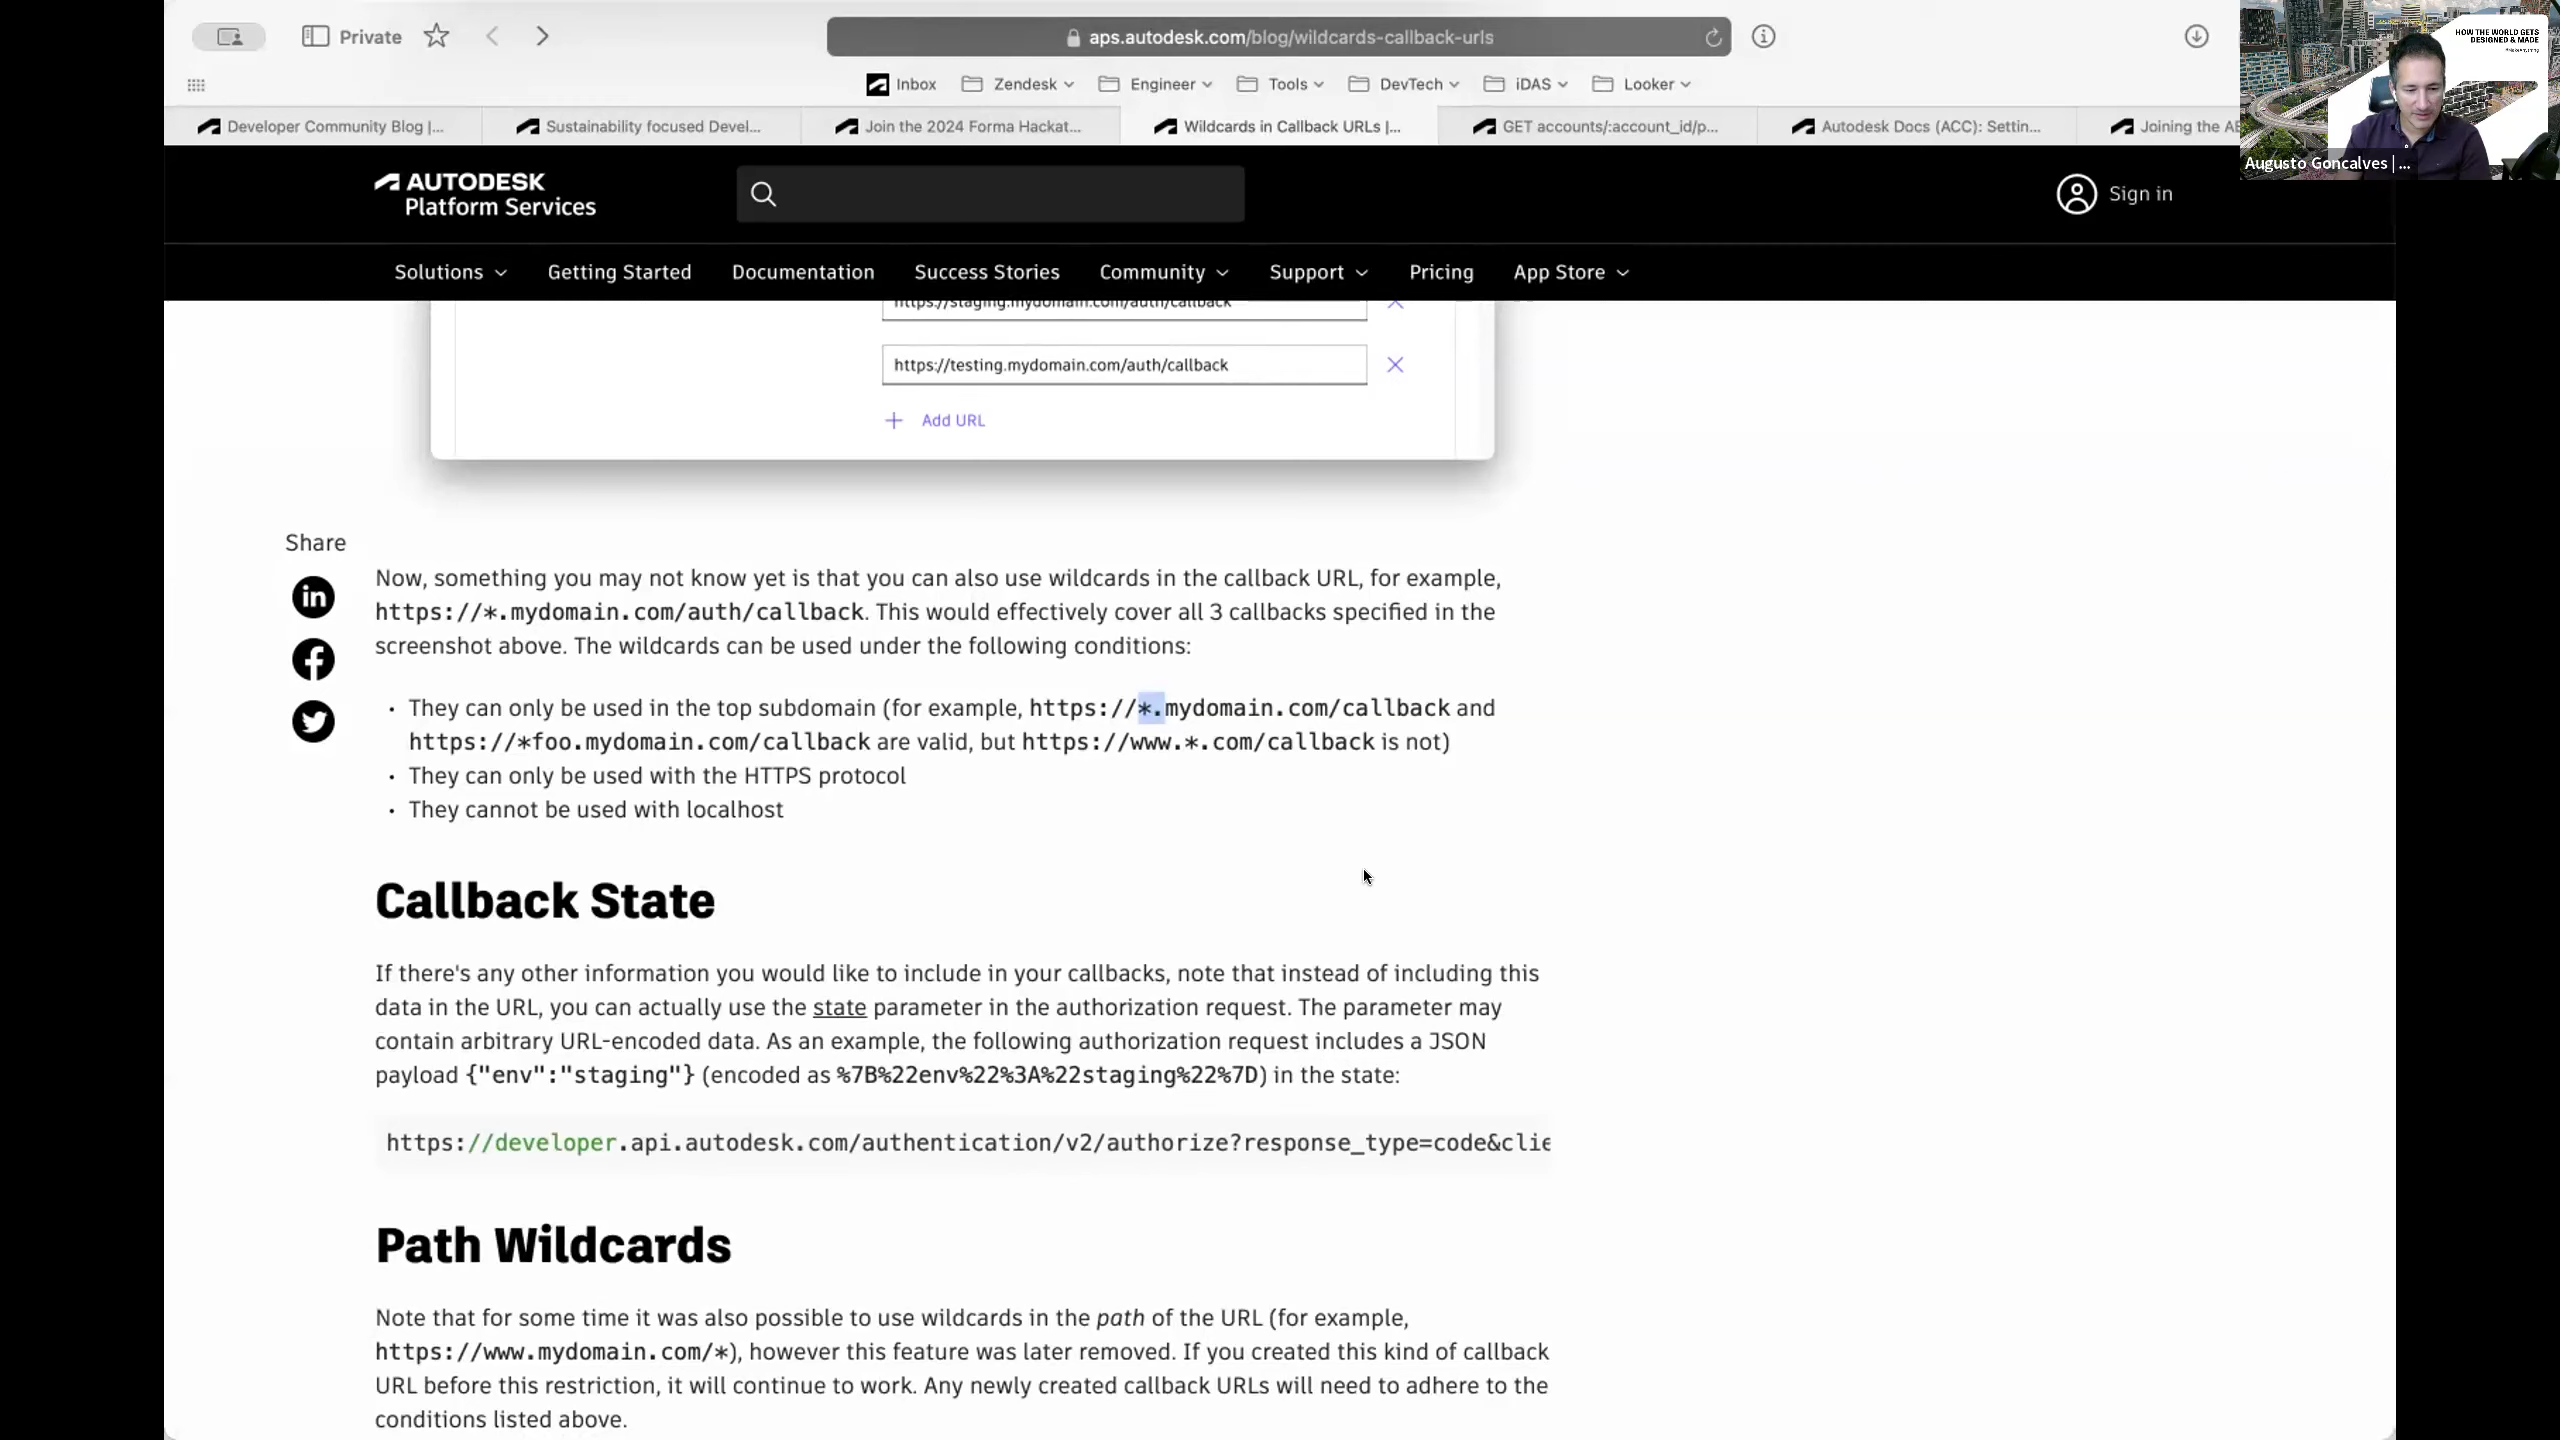 Private
aps.autodesk.com/blog/wildcards-callback-urls
Inbox
Zendesk
Engineer
Tools
DevTech
iDAS
Looker
Developer Community Blog |...
Sustainability focused Devel...
Join the 2024 Forma Hackat...
Wildcards in Callback URLs |...
GET accounts/:account_id/p...
Autodesk Docs (ACC): Settin...
Joining the AE
HOW THE WORLD GETS
DESIGNED & MADE
Augusto Goncalves | ...
AUTODESK
Platform Services
Sign in
Solutions
Getting Started
Documentation
Success Stories
Community
Support
Pricing
App Store
https://staging.mydomain.com/auth/callback
https://testing.mydomain.com/auth/callback
+ Add URL
Share
Now, something you may not know yet is that you can also use wildcards in the callback URL, for example,
https://*.mydomain.com/auth/callback. This would effectively cover all 3 callbacks specified in the
screenshot above. The wildcards can be used under the following conditions:
• They can only be used in the top subdomain (for example, https://*.mydomain.com/callback and
https://*foo.mydomain.com/callback are valid, but https://www.*.com/callback is not)
• They can only be used with the HTTPS protocol
• They cannot be used with localhost
Callback State
If there's any other information you would like to include in your callbacks, note that instead of including this
data in the URL, you can actually use the state parameter in the authorization request. The parameter may
contain arbitrary URL-encoded data. As an example, the following authorization request includes a JSON
payload {"env":"staging"} (encoded as %7B%22env%22%3A%22staging%22%7D) in the state:
https://developer.api.autodesk.com/authentication/v2/authorize?response_type=code&clie
Path Wildcards
Note that for some time it was also possible to use wildcards in the path of the URL (for example,
https://www.mydomain.com/*), however this feature was later removed. If you created this kind of callback
URL before this restriction, it will continue to work. Any newly created callback URLs will need to adhere to the
conditions listed above.